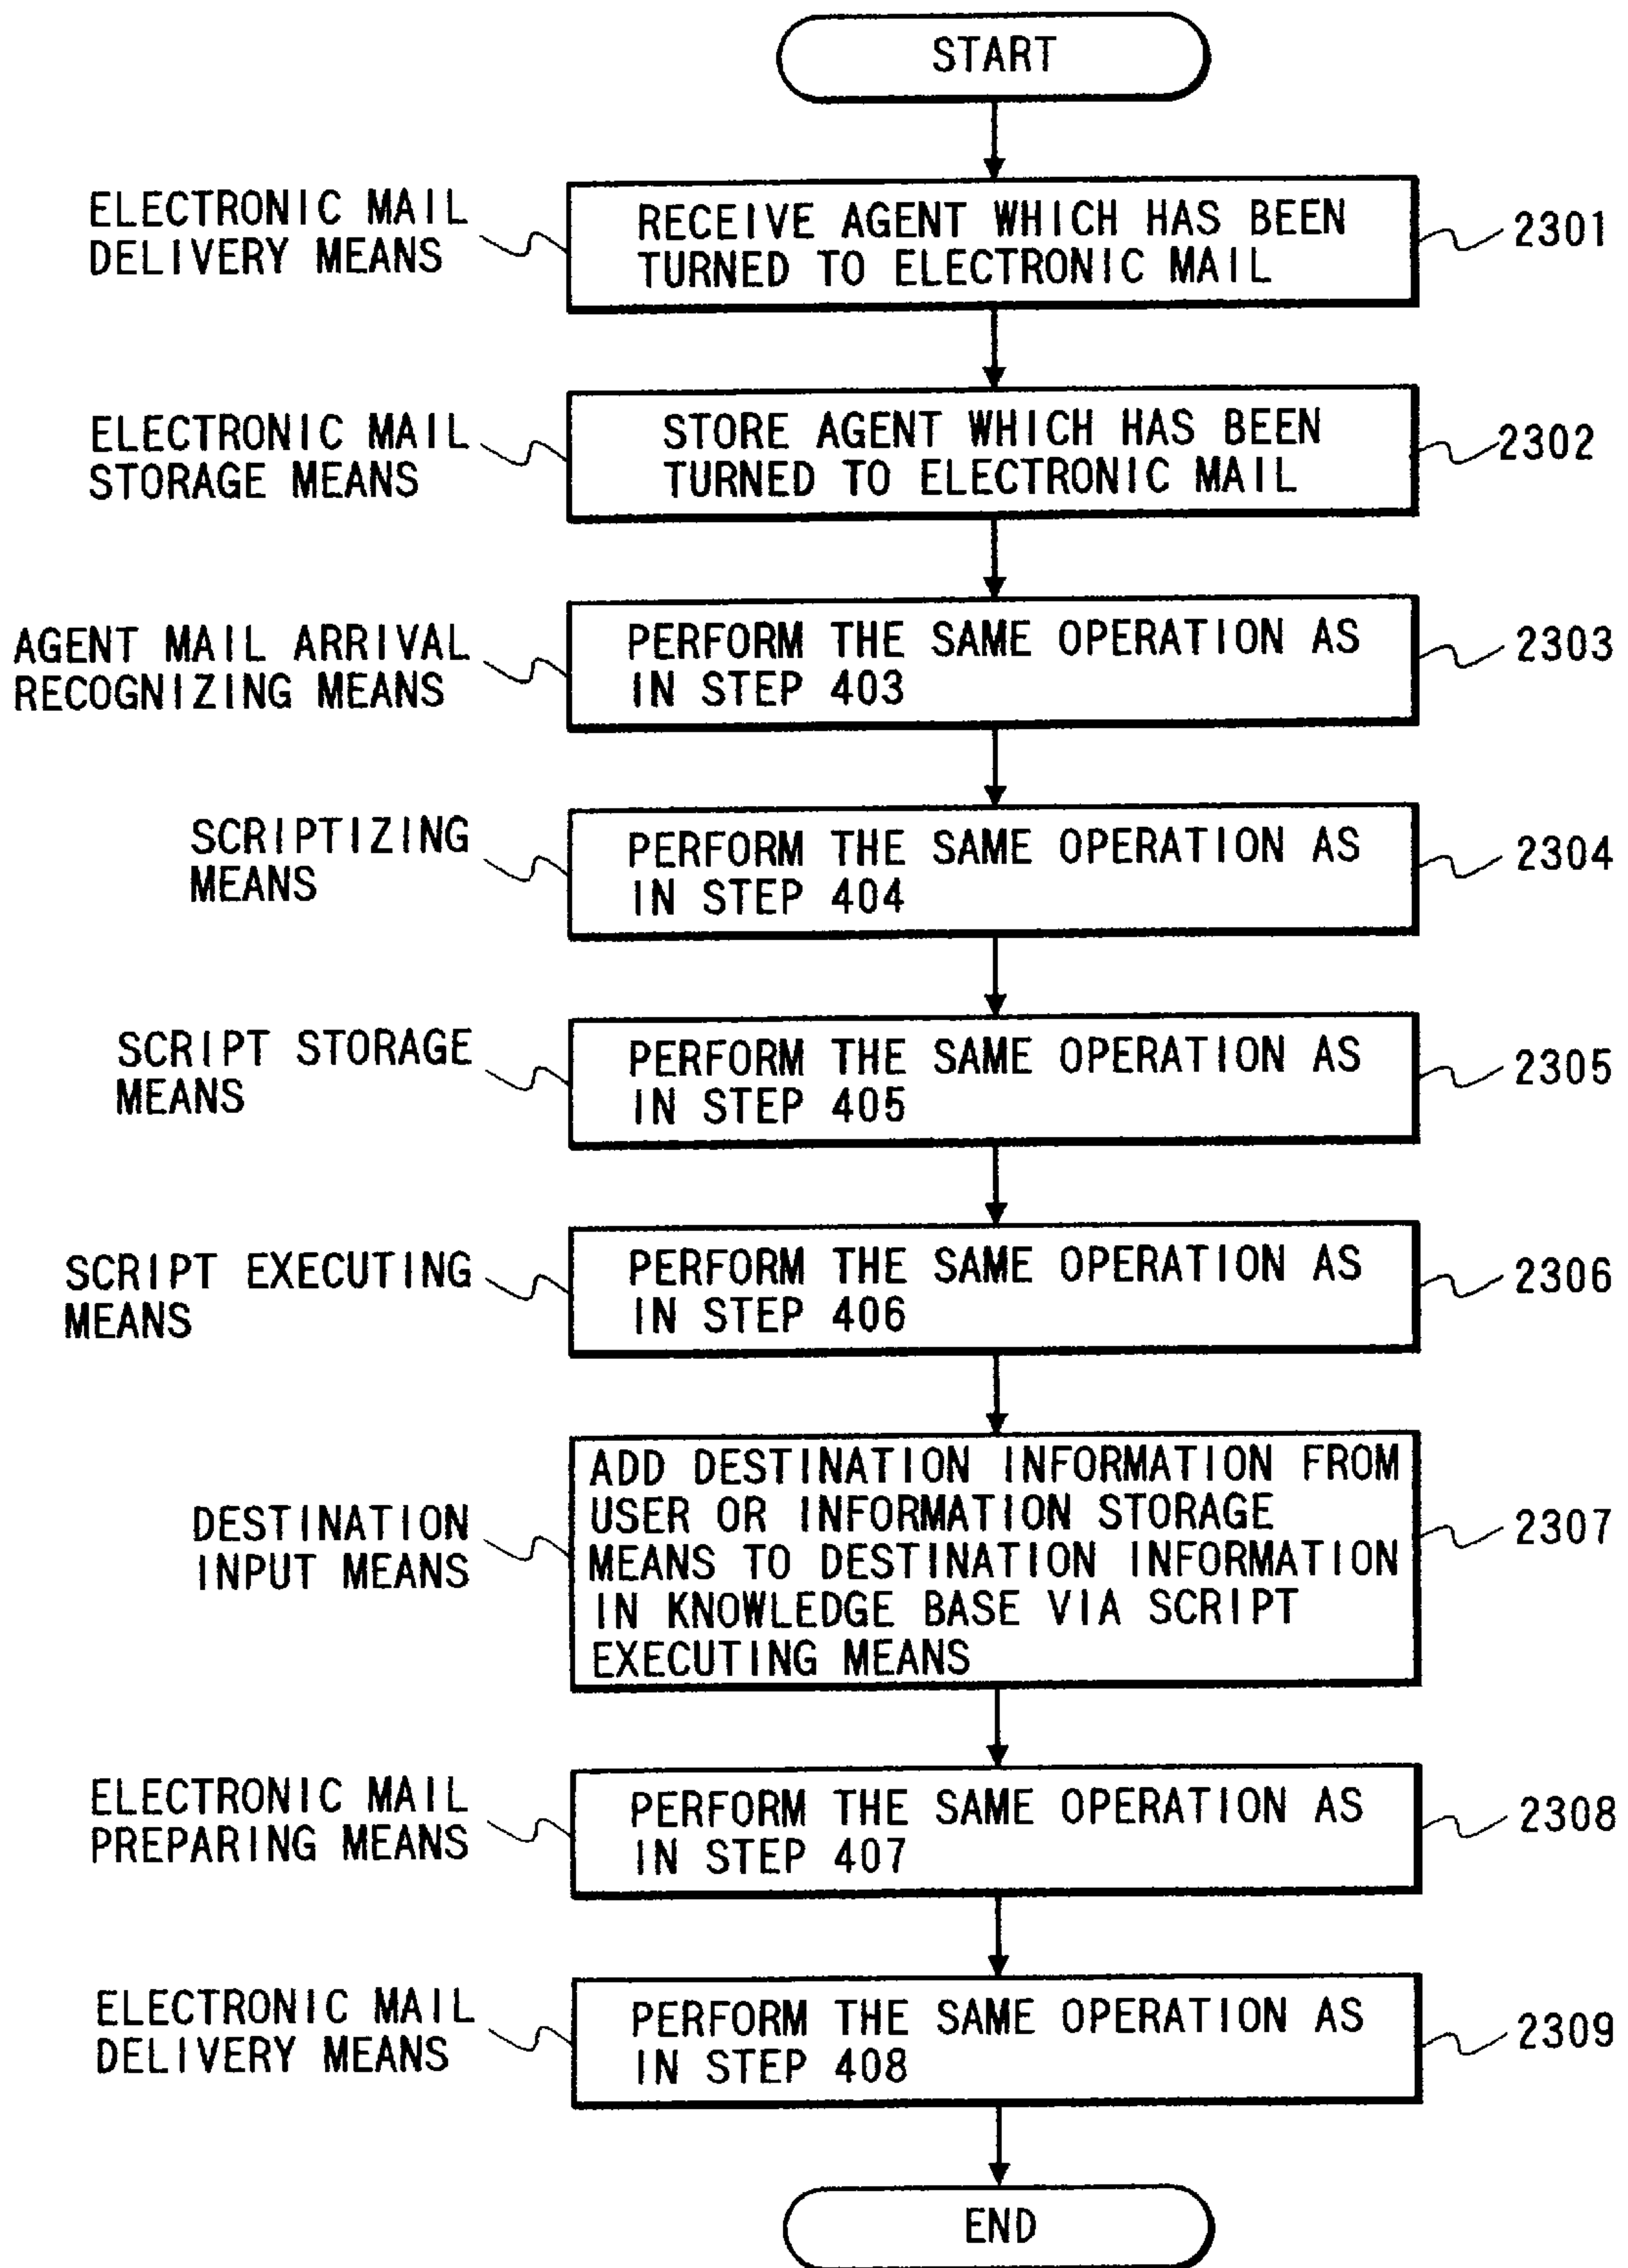 START
ELECTRONIC MAIL
DELIVERY MEANS
RECEIVE AGENT WHICH HAS BEEN
TURNED TO ELECTRONIC MAIL
2301
ELECTRONIC MAIL
STORAGE MEANS
STORE AGENT WHICH HAS BEEN
TURNED TO ELECTRONIC MAIL
2302
AGENT MAIL ARRIVAL
RECOGNIZING MEANS
PERFORM THE SAME OPERATION AS
IN STEP 403
2303
SCRIPTIZING
MEANS
PERFORM THE SAME OPERATION AS
IN STEP 404
2304
SCRIPT STORAGE
MEANS
PERFORM THE SAME OPERATION AS
IN STEP 405
2305
SCRIPT EXECUTING
MEANS
PERFORM THE SAME OPERATION AS
IN STEP 406
2306
DESTINATION
INPUT MEANS
ADD DESTINATION INFORMATION FROM
USER OR INFORMATION STORAGE
MEANS TO DESTINATION INFORMATION
IN KNOWLEDGE BASE VIA SCRIPT
EXECUTING MEANS
2307
ELECTRONIC MAIL
PREPARING MEANS
PERFORM THE SAME OPERATION AS
IN STEP 407
2308
ELECTRONIC MAIL
DELIVERY MEANS
PERFORM THE SAME OPERATION AS
IN STEP 408
2309
END